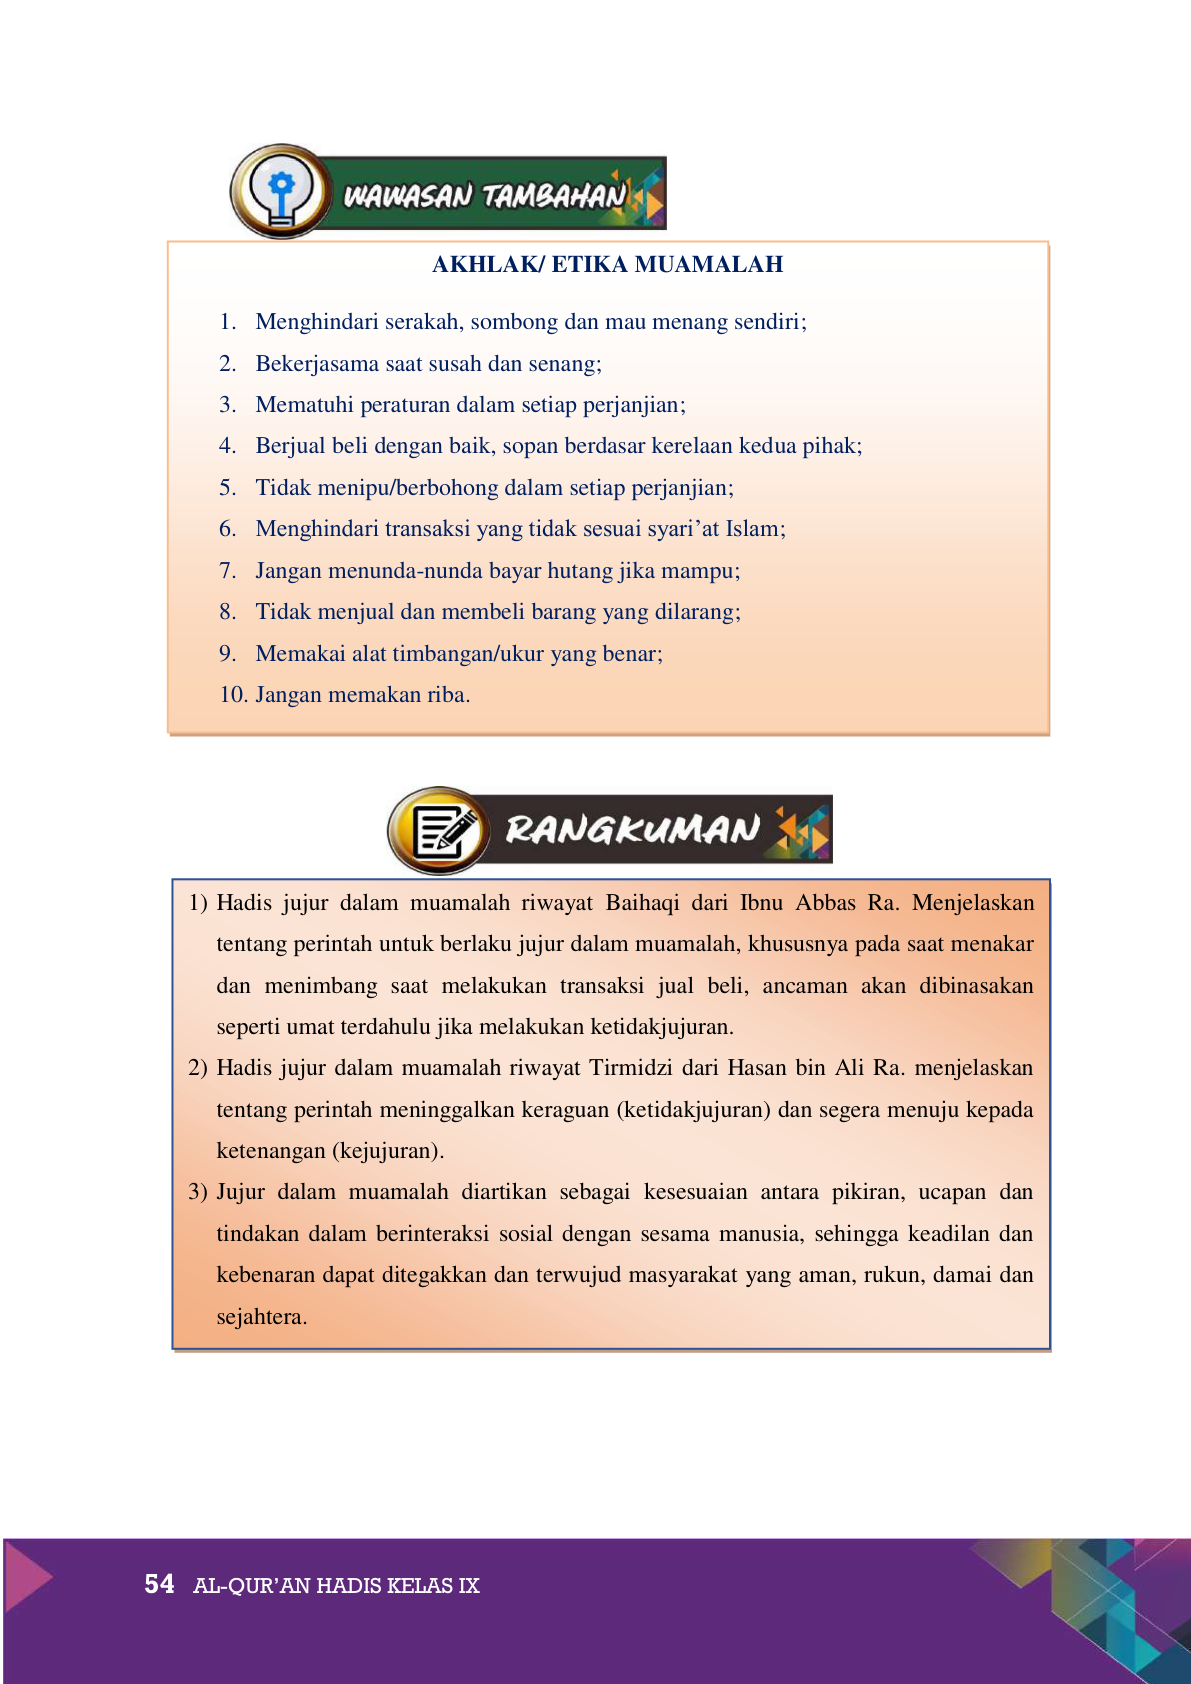 WAWASAN TAMBAHAN
AKHLAK/ ETIKA MUAMALAH
1. Menghindari serakah, sombong dan mau menang sendiri;
2. Bekerjasama saat susah dan senang;
3. Mematuhi peraturan dalam setiap perjanjian;
4. Berjual beli dengan baik, sopan berdasar kerelaan kedua pihak;
5. Tidak menipu/berbohong dalam setiap perjanjian;
6. Menghindari transaksi yang tidak sesuai syari’at Islam;
7. Jangan menunda-nunda bayar hutang jika mampu;
8. Tidak menjual dan membeli barang yang dilarang;
9. Memakai alat timbangan/ukur yang benar;
10. Jangan memakan riba.
RANGKUMAN
1) Hadis jujur dalam muamalah riwayat Baihaqi dari Ibnu Abbas Ra. Menjelaskan
tentang perintah untuk berlaku jujur dalam muamalah, khususnya pada saat menakar
dan menimbang saat melakukan transaksi jual beli, ancaman akan dibinasakan
seperti umat terdahulu jika melakukan ketidakjujuran.
2) Hadis jujur dalam muamalah riwayat Tirmidzi dari Hasan bin Ali Ra. menjelaskan
tentang perintah meninggalkan keraguan (ketidakjujuran) dan segera menuju kepada
ketenangan (kejujuran).
3) Jujur dalam muamalah diartikan sebagai kesesuaian antara pikiran, ucapan dan
tindakan dalam berinteraksi sosial dengan sesama manusia, sehingga keadilan dan
kebenaran dapat ditegakkan dan terwujud masyarakat yang aman, rukun, damai dan
sejahtera.
54 AL-QUR’AN HADIS KELAS IX